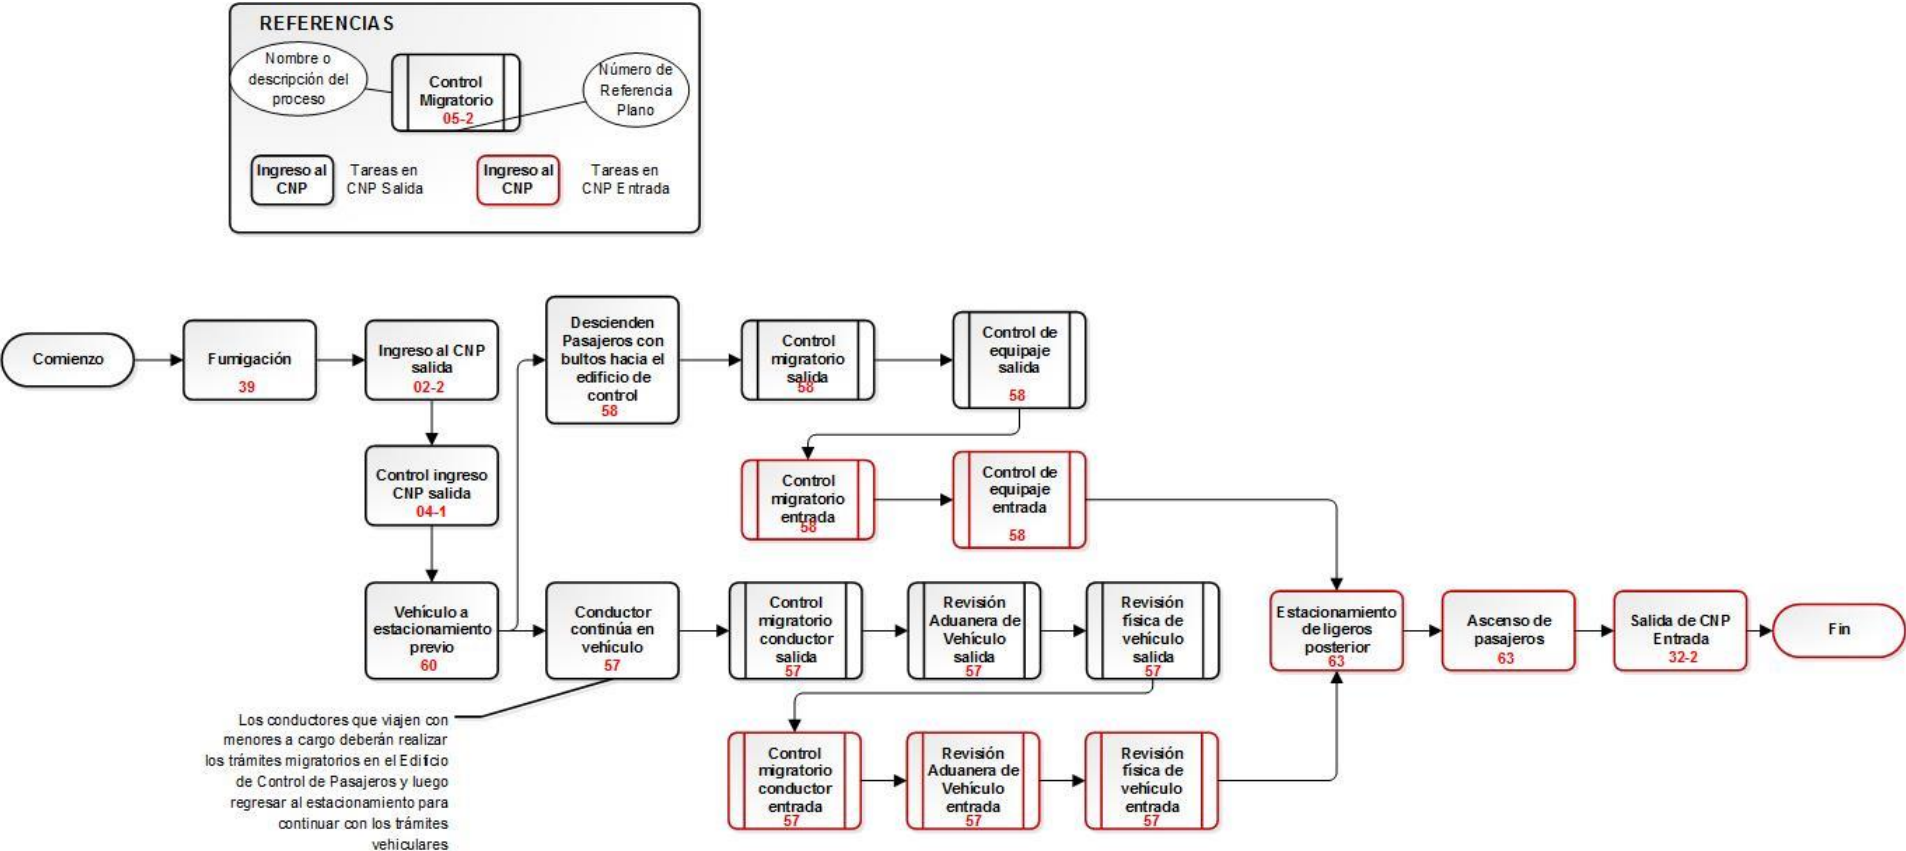 REFERENCIAS
Nombre o
descripción del
proceso
Control
Migratorio
05-2
Número de
Referencia
Plano
Ingreso al
CNP
Tareas en
CNP Salida
Ingreso al
CNP
Tareas en
CNP Entrada
Comienzo
Fumigación
39
Ingreso al CNP
salida
02-2
Control ingreso
CNP salida
04-1
Vehículo a
estacionamiento
previo
60
Descienden
Pasajeros con
bultos hacia el
edificio de
control
58
Control
migratorio
salida
58
Control de
equipaje
salida
58
Control
migratorio
entrada
58
Control de
equipaje
entrada
58
Conductor
continúa en
vehículo
57
Control
migratorio
conductor
salida
57
Revisión
Aduanera de
Vehículo
salida
57
Revisión
física de
vehículo
salida
57
Los conductores que viajen con
menores a cargo deberán realizar
los trámites migratorios en el Edificio
de Control de Pasajeros y luego
regresar al estacionamiento para
continuar con los trámites
vehiculares
Control
migratorio
conductor
entrada
57
Revisión
Aduanera de
Vehículo
entrada
57
Revisión
física de
vehículo
entrada
57
Estacionamiento
de ligeros
posterior
63
Ascenso de
pasajeros
63
Salida de CNP
Entrada
32-2
Fin